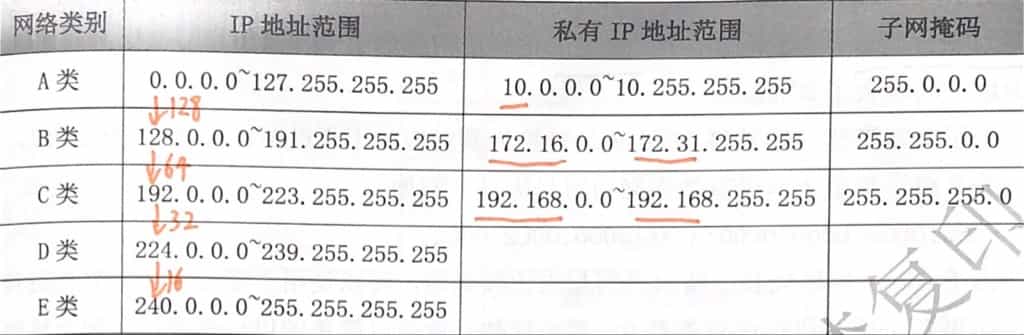 网络类别 IP 地址范围 私有 IP 地址范围 子网掩码
A 类 0.0.0.0~127.255.255.255 10.0.0.0~10.255.255.255 255.0.0.0
↓128
B 类 128.0.0.0~191.255.255.255 172.16.0.0~172.31.255.255 255.255.0.0
↓64
C 类 192.0.0.0~223.255.255.255 192.168.0.0~192.168.255.255 255.255.255.0
↓32
D 类 224.0.0.0~239.255.255.255
↓16
E 类 240.0.0.0~255.255.255.255
复印